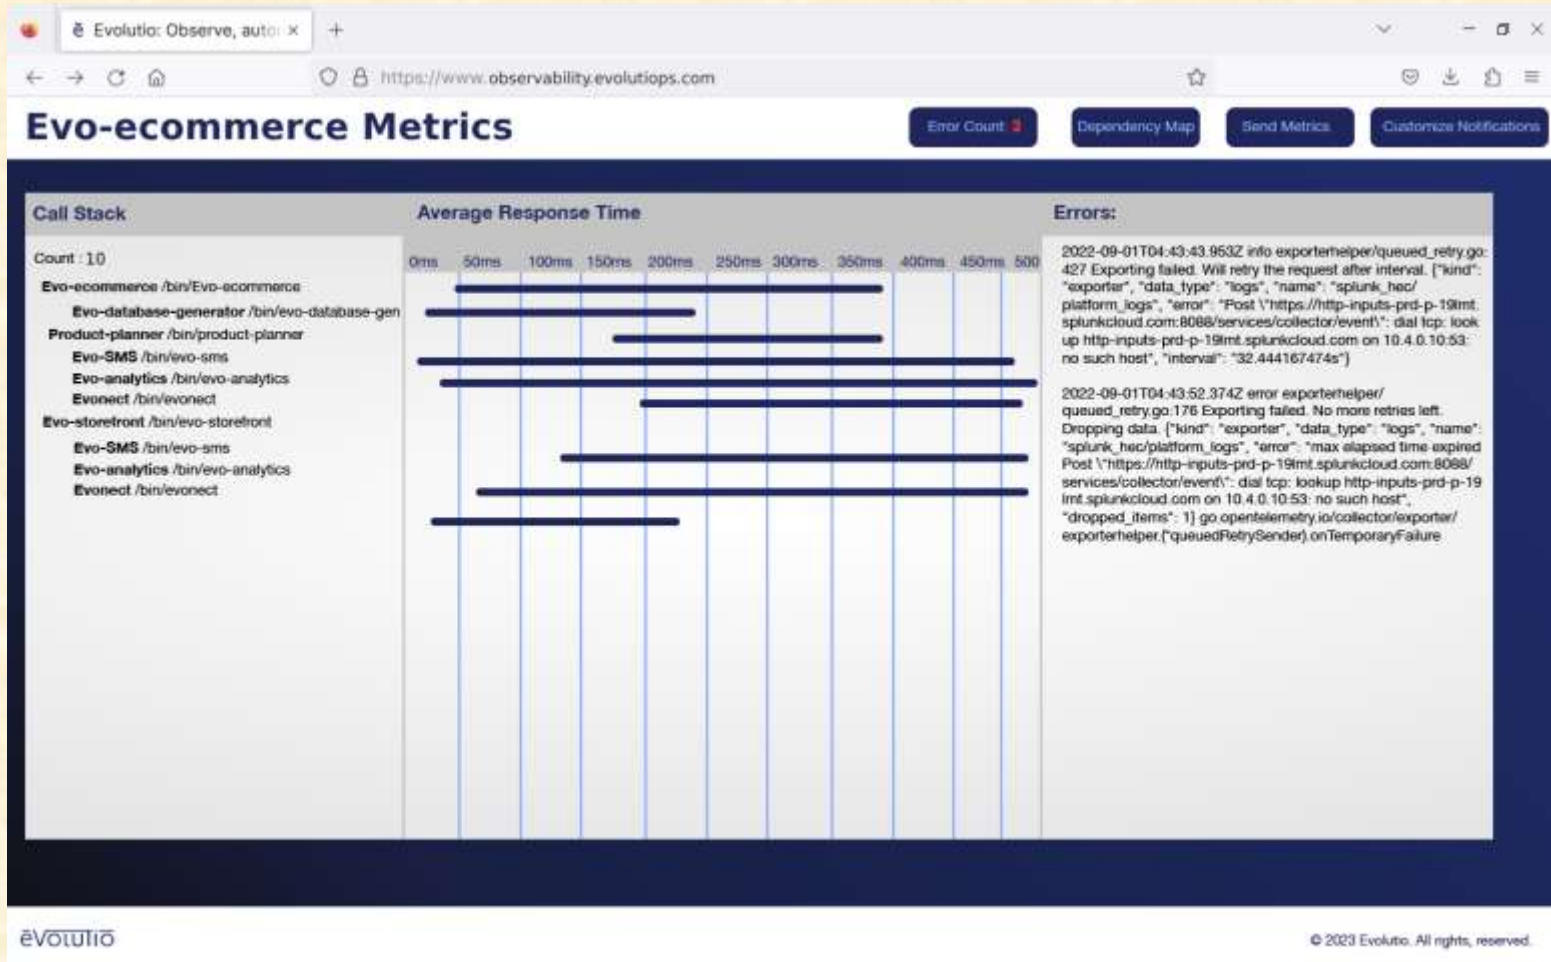 Evolutio: Observe, auto
https://www.observability.evolutiops.com
Evo-ecommerce Metrics
Error Count
Dependency Map
Send Metrics
Customize Notifications
Call Stack
Average Response Time
Errors:
Count : 10
0ms 50ms 100ms 150ms 200ms 250ms 300ms 350ms 400ms 450ms 500
Evo-ecommerce /bin/Evo-ecommerce
Evo-database-generator /bin/evo-database-gen
Product-planner /bin/product-planner
Evo-SMS /bin/evo-sms
Evo-analytics /bin/evo-analytics
Evonect /bin/evonect
Evo-storefront /bin/evo-storefront
Evo-SMS /bin/evo-sms
Evo-analytics /bin/evo-analytics
Evonect /bin/evonect
2022-09-01T04:43:43.953Z info exporterhelper/queued_retry.go:
427 Exporting failed. Will retry the request after interval. {"kind":
"exporter", "data_type": "logs", "name": "splunk_hec/
platform_logs", "error": "Post \"https://http-inputs-prd-p-19lmt.
splunkcloud.com:8088/services/collector/event\": dial tcp: look
up http-inputs-prd-p-19lmt.splunkcloud.com on 10.4.0.10:53:
no such host", "interval": "32.444167474s"}
2022-09-01T04:43:52.374Z error exporterhelper/
queued_retry.go:176 Exporting failed. No more retries left.
Dropping data. {"kind": "exporter", "data_type": "logs", "name":
"splunk_hec/platform_logs", "error": "max elapsed time expired
Post \"https://http-inputs-prd-p-19lmt.splunkcloud.com:8088/
services/collector/event\": dial tcp: lookup http-inputs-prd-p-19
lmt.splunkcloud.com on 10.4.0.10:53: no such host",
"dropped_items": 1} go.opentelemetry.io/collector/exporter/
exporterhelper.(*queuedRetrySender).onTemporaryFailure
ēvolutiō
© 2023 Evolutio. All rights, reserved.